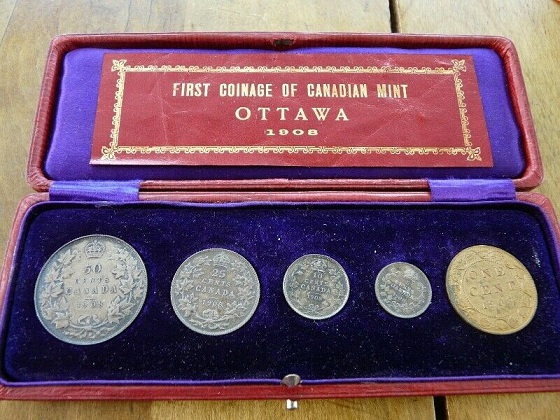 FIRST COINAGE OF CANADIAN MINT
OTTAWA
1908
50
CENTS
CANADA
25
CENTS
CANADA
1908
10
CENTS
CANADA
1908
CANADA
ONE
CENT